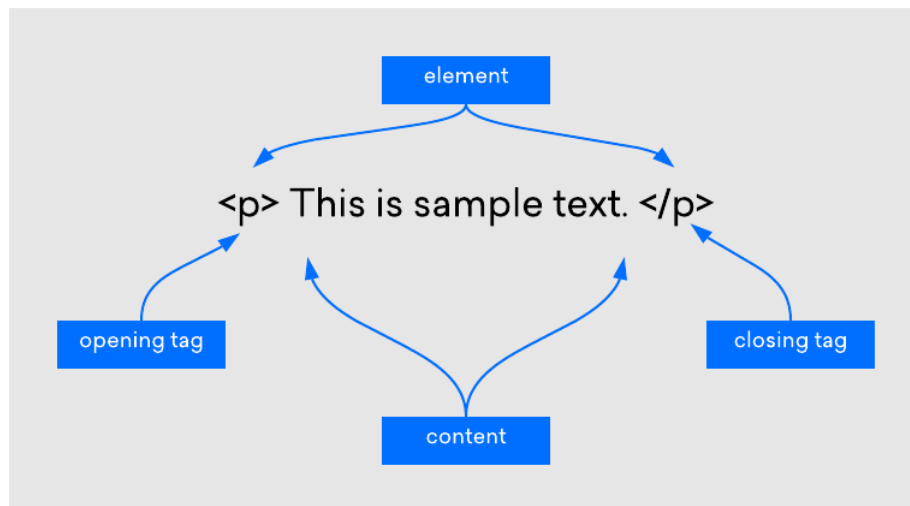 element
<p> This is sample text. </p>
opening tag
closing tag
content